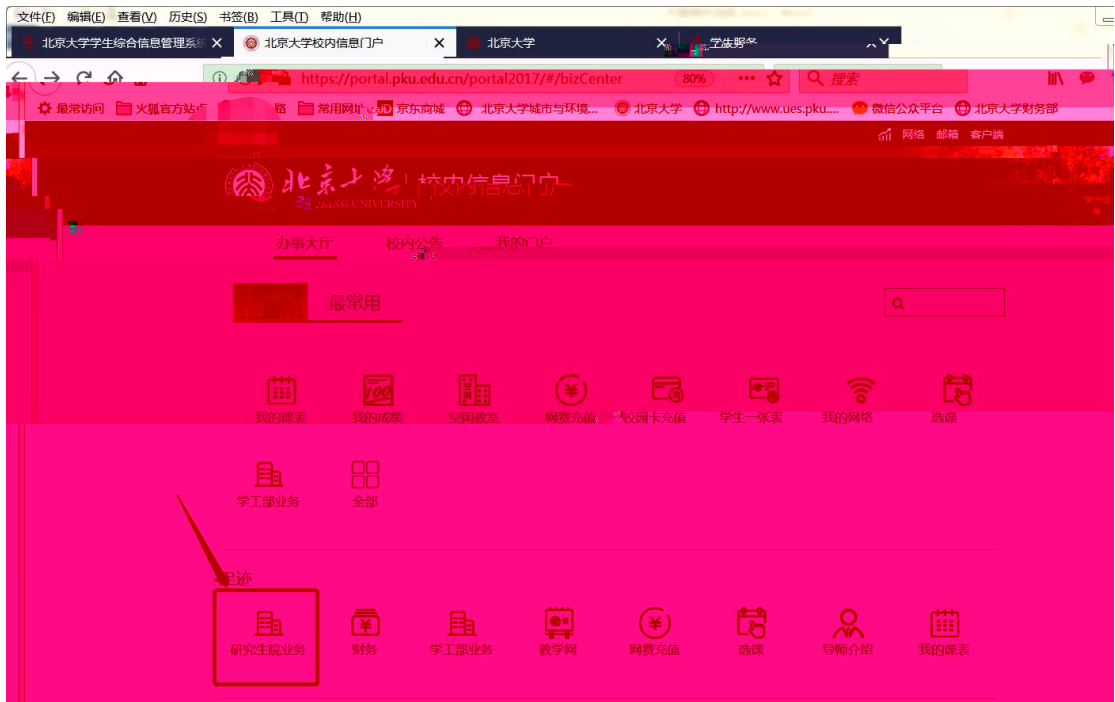 文件(F) 编辑(E) 查看(V) 历史(S) 书签(B) 工具(T) 帮助(H)
北京大学学生综合信息管理系统 北京大学校内信息门户 北京大学
https://portal.pku.edu.cn/portal2017/#/bizCenter 80% 搜索
最常访问 火狐官方站点 常用网址 JD 京东商城 北京大学城市与环境... 北京大学 http://www.ues.pku.... 微信公众平台 北京大学财务部
网络 邮箱 客户端
北京大学 校内信息门户
办事大厅 校内公告 我的门户
最常用
我的课表 我的成绩 空闲教室 网费充值 校园卡充值 学生一张表 我的网络 选课
学工部业务 全部
足迹
研究生院业务 财务 学工部业务 教学网 网费充值 选课 导师介绍 我的课表